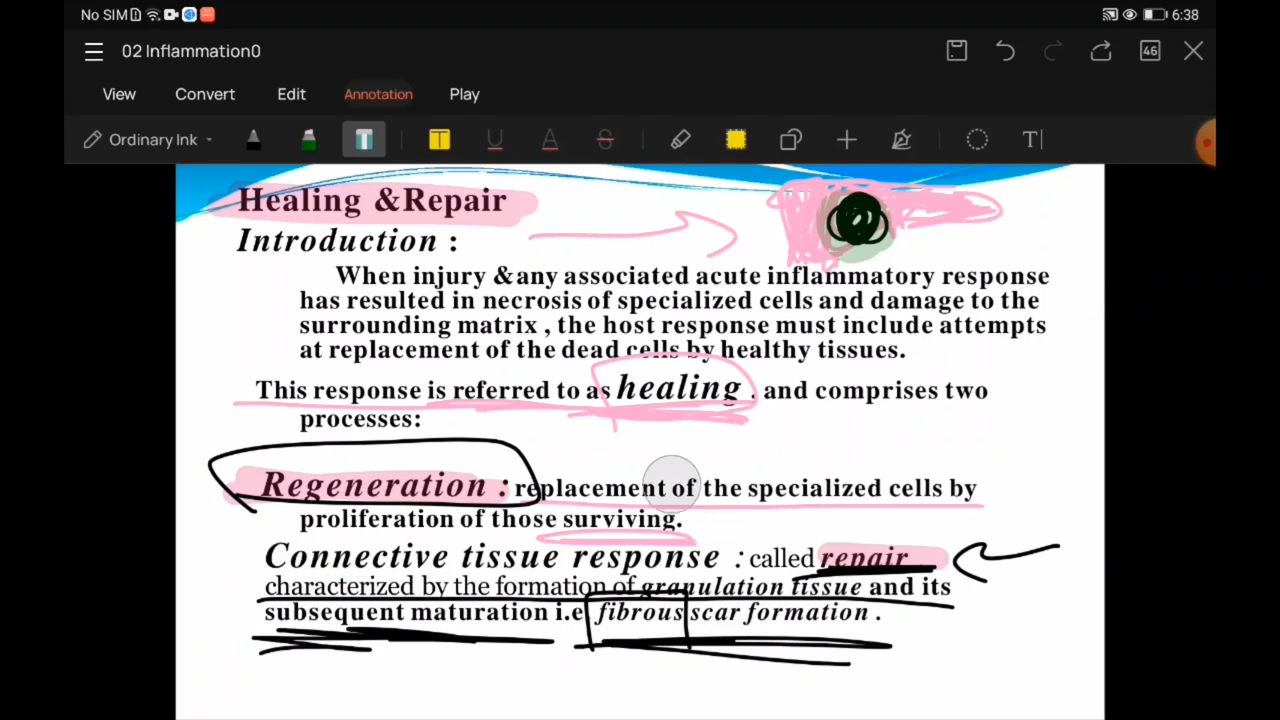 No SIM 6:38
02 Inflammation0 46
View Convert Edit Annotation Play
Ordinary Ink T
Healing &Repair
Introduction :
When injury &any associated acute inflammatory response
has resulted in necrosis of specialized cells and damage to the
surrounding matrix , the host response must include attempts
at replacement of the dead cells by healthy tissues.
This response is referred to as healing . and comprises two
processes:
Regeneration : replacement of the specialized cells by
proliferation of those surviving.
Connective tissue response : called repair
characterized by the formation of granulation tissue and its
subsequent maturation i.e fibrous scar formation .